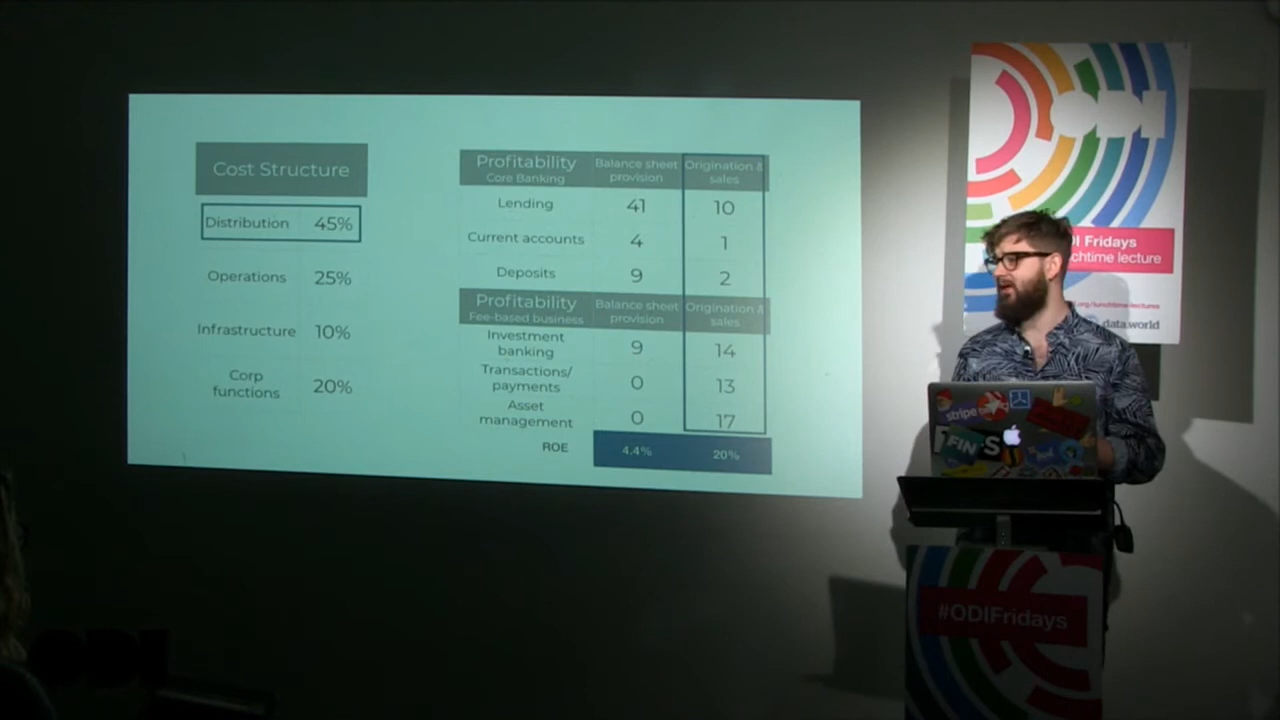 Cost Structure
Distribution 45%
Operations 25%
Infrastructure 10%
Corp
functions 20%
Profitability Balance sheet Origination &
Core Banking provision sales
Lending 41 10
Current accounts 4 1
Deposits 9 2
Profitability Balance sheet Origination &
Fee-based business provision sales
Investment
banking 9 14
Transactions/
payments 0 13
Asset
management 0 17
ROE 4.4% 20%
Fridays
lecture
data.world
stripe
FIN
#ODIFridays